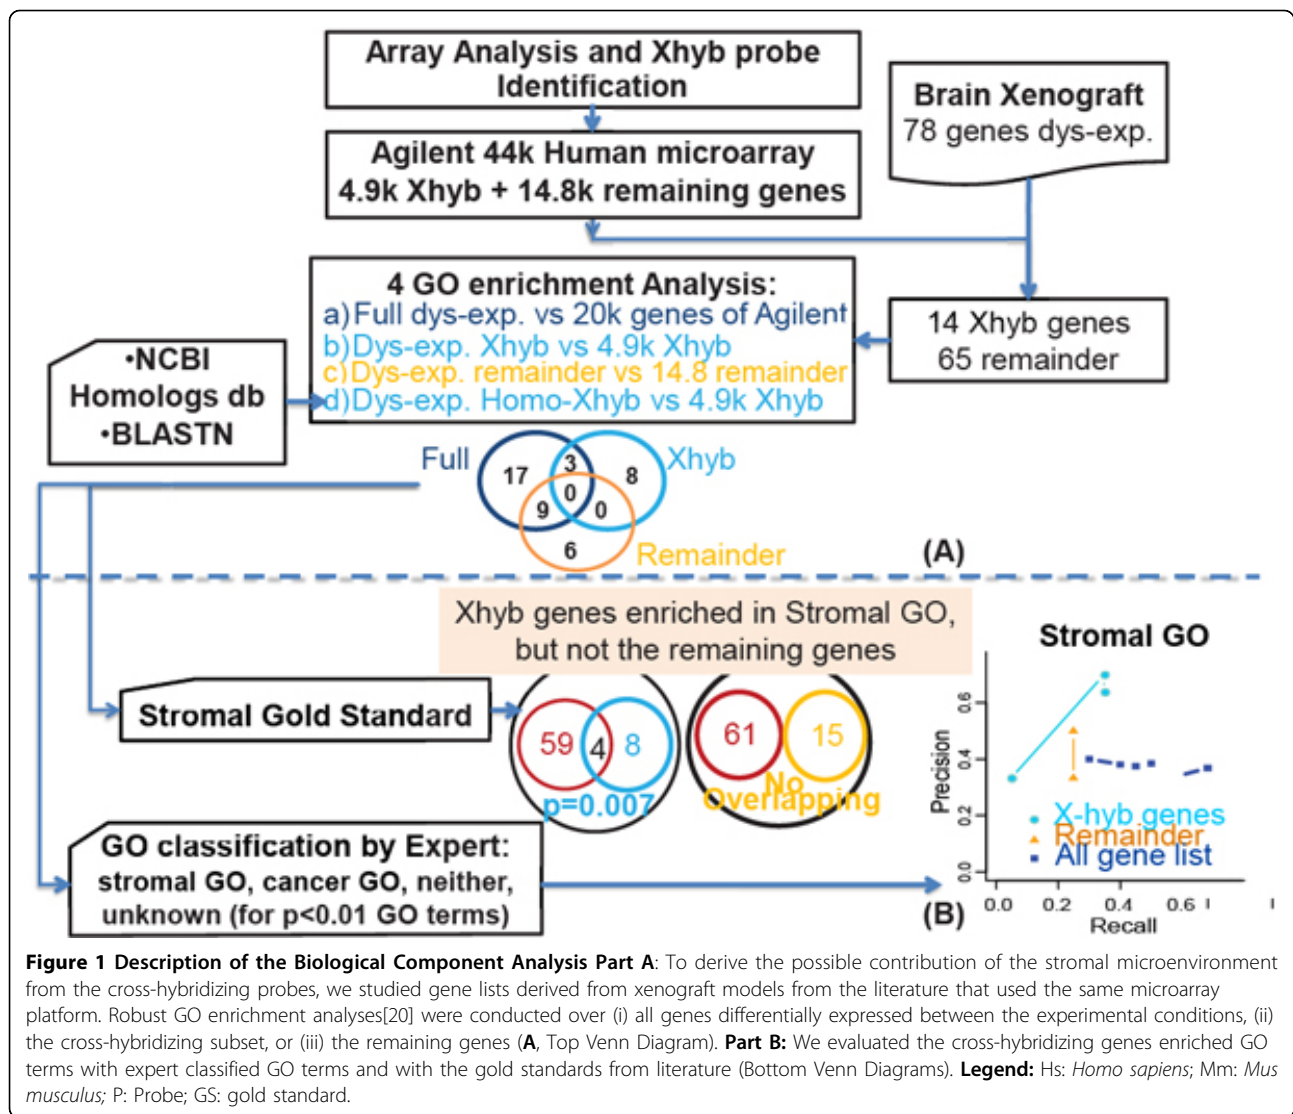 Array Analysis and Xhyb probe
Identification
Brain Xenograft
78 genes dys-exp.
Agilent 44k Human microarray
4.9k Xhyb + 14.8k remaining genes
4 GO enrichment Analysis:
a) Full dys-exp. vs 20k genes of Agilent
b) Dys-exp. Xhyb vs 4.9k Xhyb
c) Dys-exp. remainder vs 14.8 remainder
d) Dys-exp. Homo-Xhyb vs 4.9k Xhyb
14 Xhyb genes
65 remainder
•NCBI
Homologs db
•BLASTN
Full
17
3
8
Xhyb
0
9
0
6
Remainder
(A)
Xhyb genes enriched in Stromal GO,
but not the remaining genes
Stromal Gold Standard
59
4
8
p=0.007
61
15
No
Overlapping
GO classification by Expert:
stromal GO, cancer GO, neither,
unknown (for p<0.01 GO terms)
(B)
Stromal GO
Precision
0.6
0.4
0.2
0.0
X-hyb genes
Remainder
All gene list
0.0 0.2 0.4 0.6
Recall
Figure 1 Description of the Biological Component Analysis Part A: To derive the possible contribution of the stromal microenvironment
from the cross-hybridizing probes, we studied gene lists derived from xenograft models from the literature that used the same microarray
platform. Robust GO enrichment analyses[20] were conducted over (i) all genes differentially expressed between the experimental conditions, (ii)
the cross-hybridizing subset, or (iii) the remaining genes (A, Top Venn Diagram). Part B: We evaluated the cross-hybridizing genes enriched GO
terms with expert classified GO terms and with the gold standards from literature (Bottom Venn Diagrams). Legend: Hs: Homo sapiens; Mm: Mus
musculus; P: Probe; GS: gold standard.